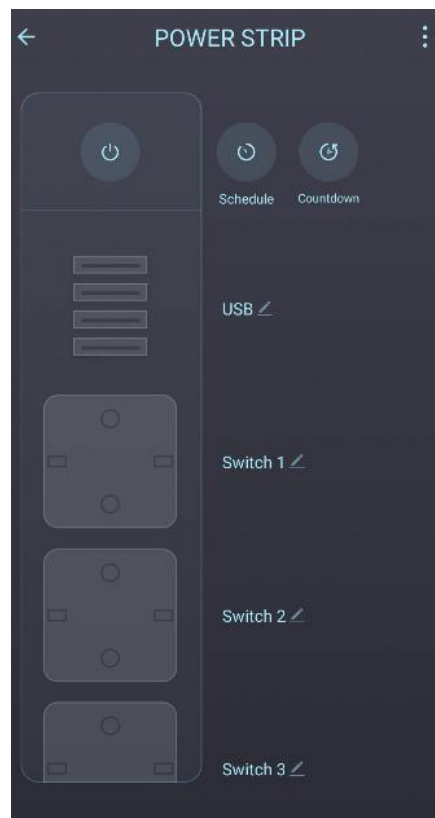 POWER STRIP
Schedule
Countdown
USB
Switch 1
Switch 2
Switch 3